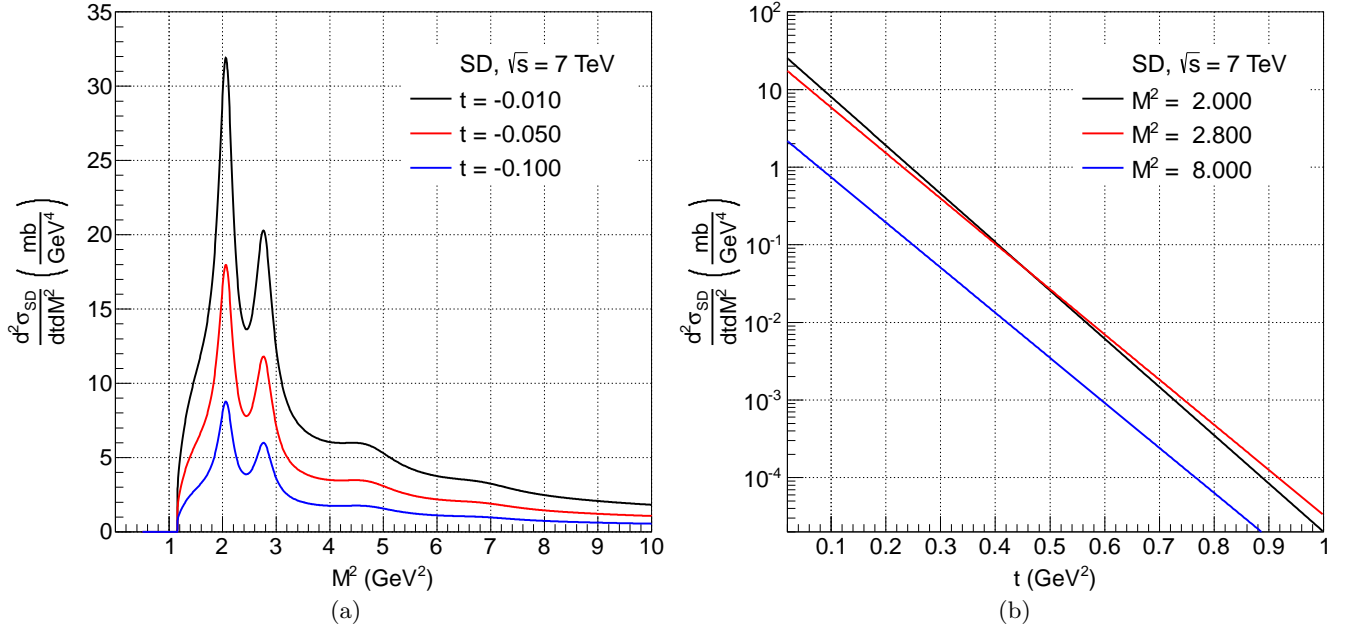 35
30
25
20
15
10
5
0
1 2 3 4 5 6 7 8 9 10
M² (GeV²)
d²σ_SD/dtdM² (mb/GeV⁴)
SD, √s = 7 TeV
t = -0.010
t = -0.050
t = -0.100
(a)
10²
10
1
10⁻¹
10⁻²
10⁻³
10⁻⁴
0.1 0.2 0.3 0.4 0.5 0.6 0.7 0.8 0.9 1
t (GeV²)
d²σ_SD/dtdM² (mb/GeV⁴)
SD, √s = 7 TeV
M² = 2.000
M² = 2.800
M² = 8.000
(b)